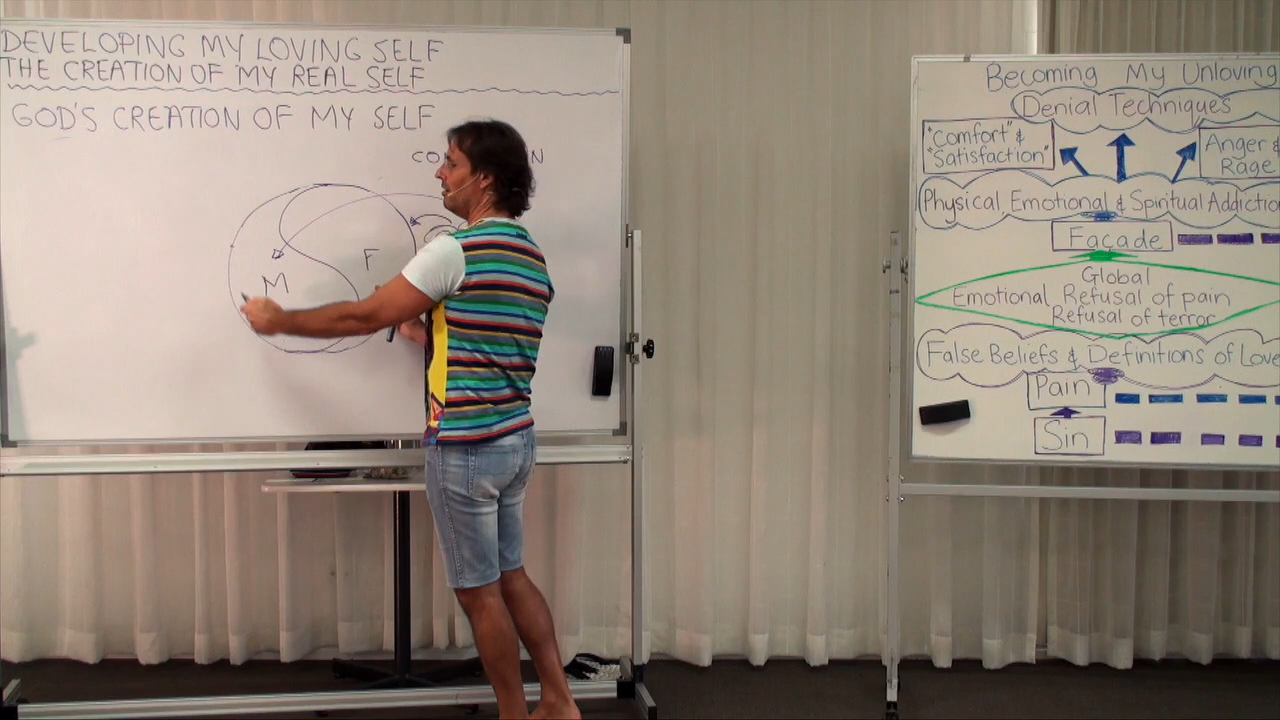 DEVELOPING MY LOVING SELF
THE CREATION OF MY REAL SELF
GOD'S CREATION OF MY SELF
M
F
Becoming My Unloving
Denial Techniques
"Comfort" &
"Satisfaction"
Anger &
Rage
Physical Emotional & Spiritual
Façade
Global
Emotional Refusal of pain
Refusal of terror
False Beliefs & Definitions of Love
Pain
Sin